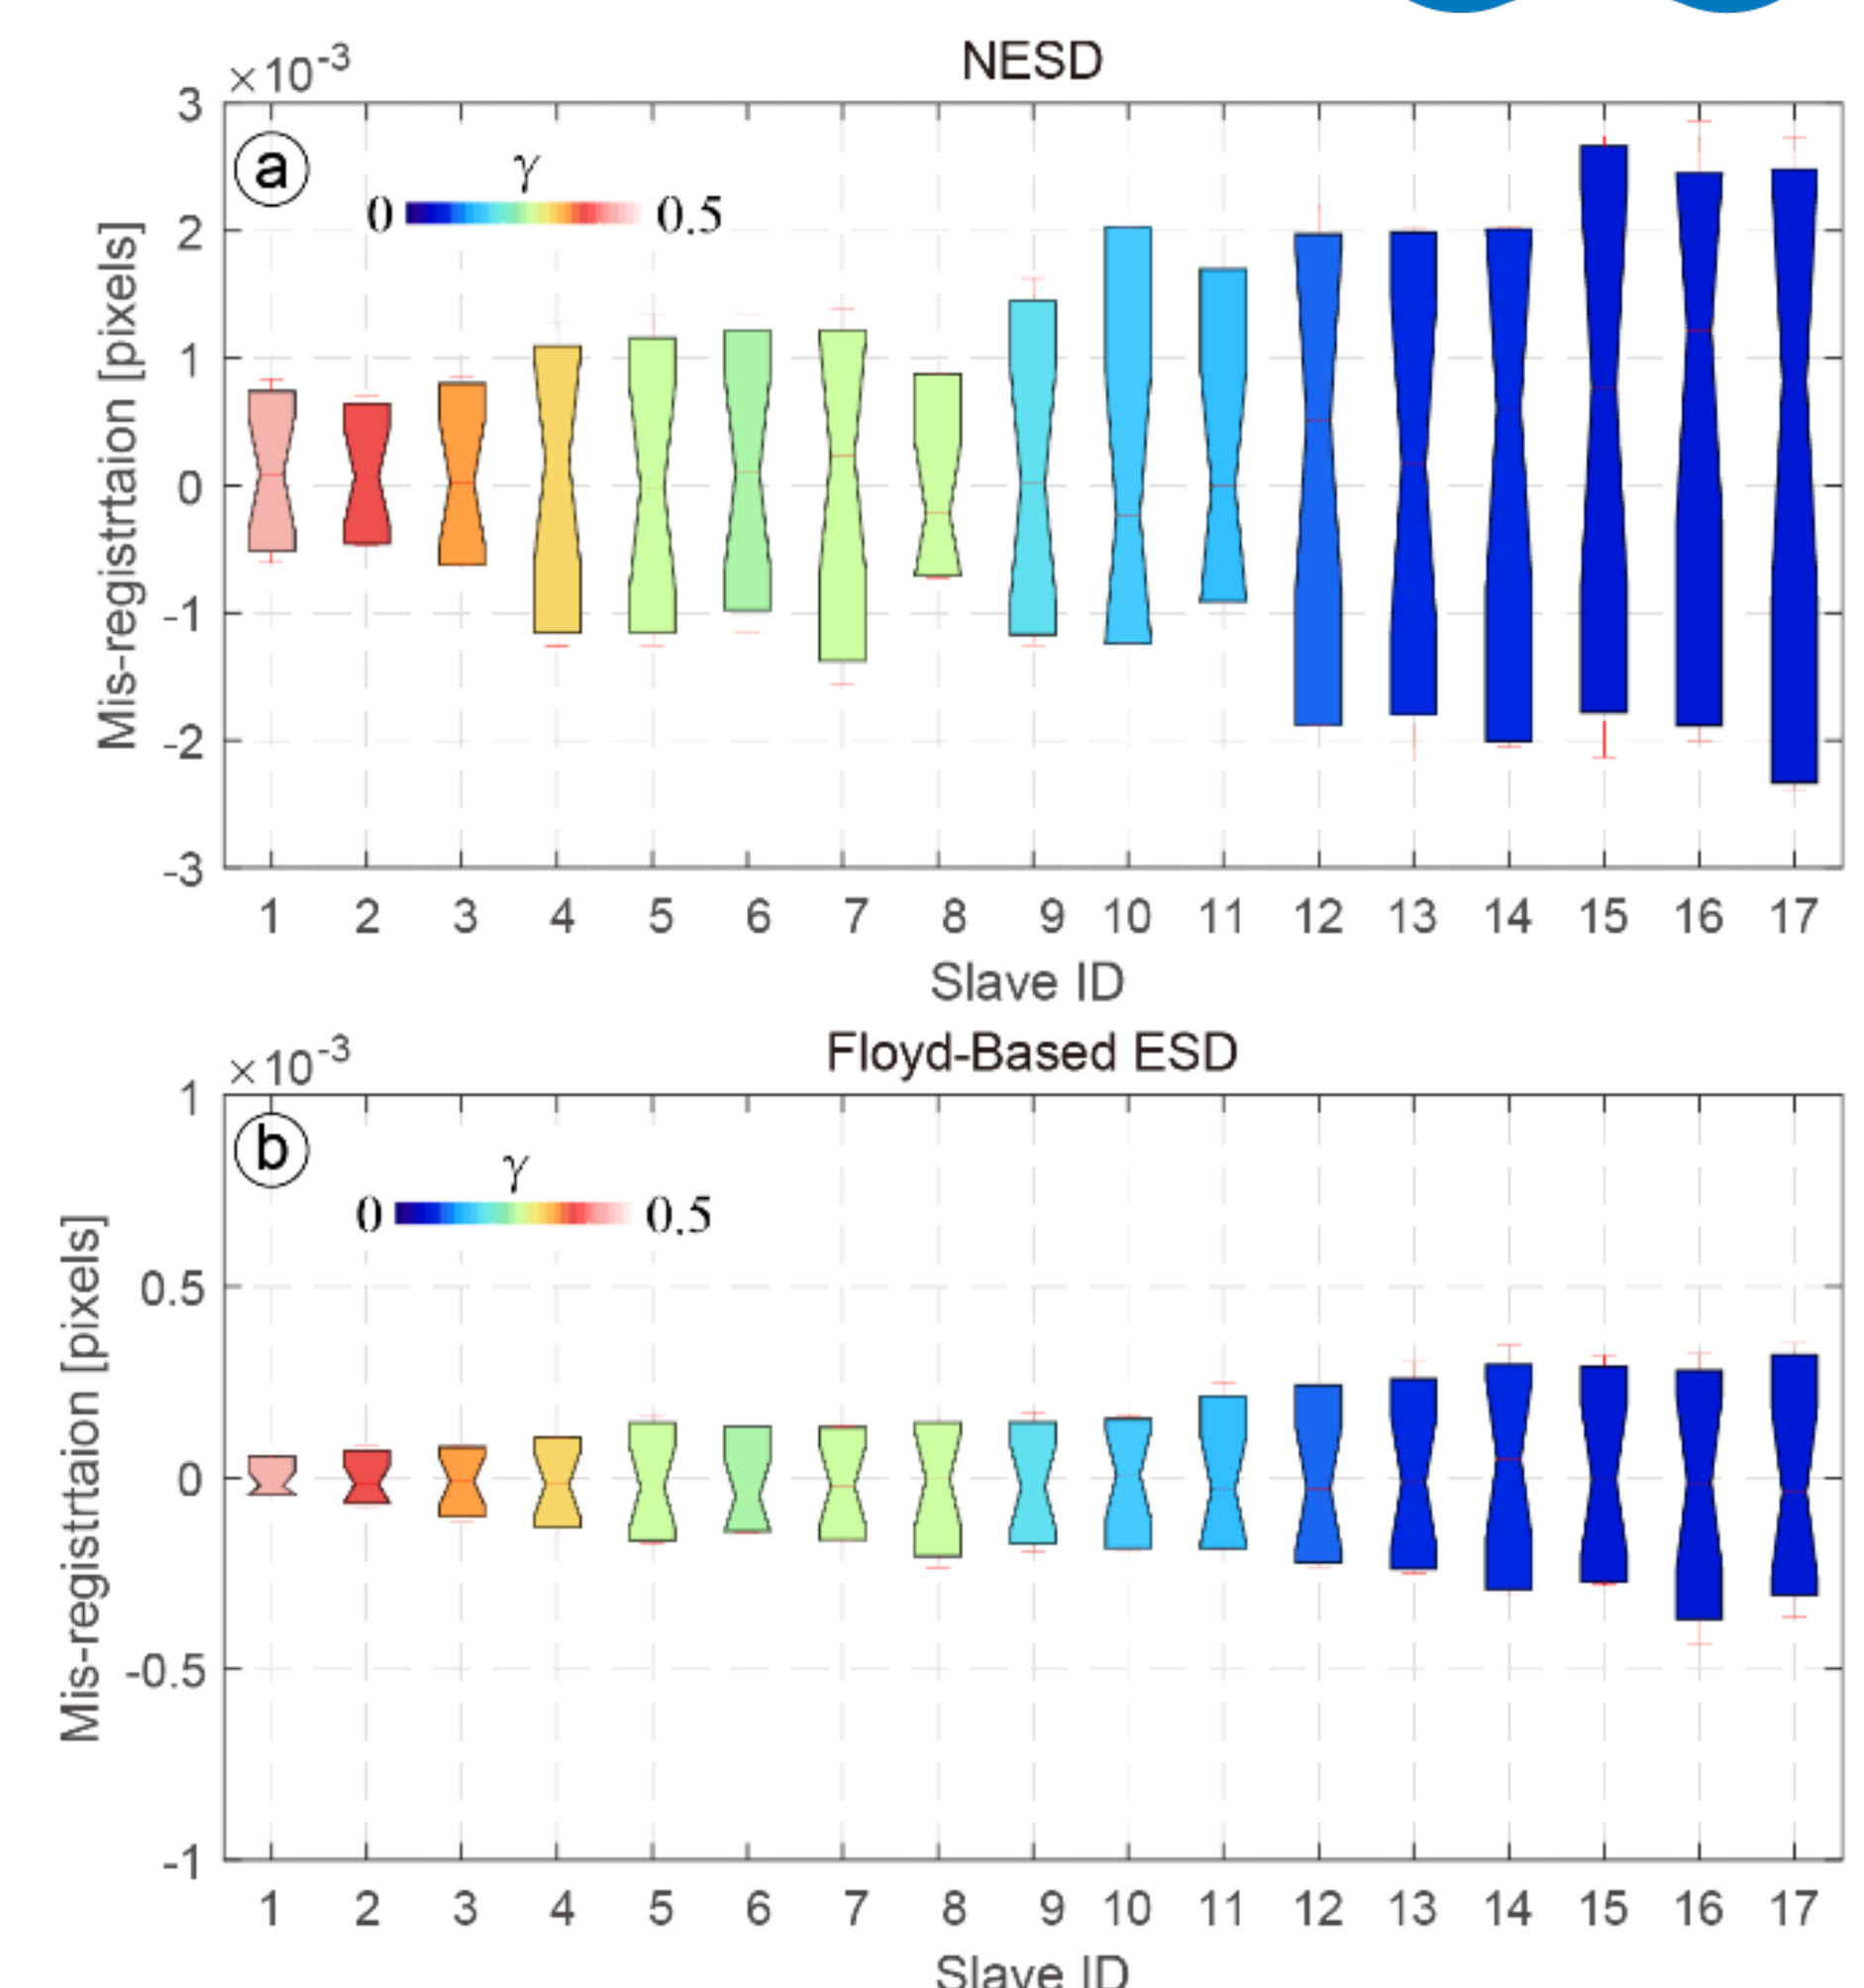 NESD
×10-3
3
a
γ
0 0.5
2
1
0
-1
-2
-3
Mis-registrtaion [pixels]
1 2 3 4 5 6 7 8 9 10 11 12 13 14 15 16 17
Slave ID
Floyd-Based ESD
×10-3
1
b
γ
0 0.5
0.5
0
-0.5
-1
Mis-registrtaion [pixels]
1 2 3 4 5 6 7 8 9 10 11 12 13 14 15 16 17
Slave ID